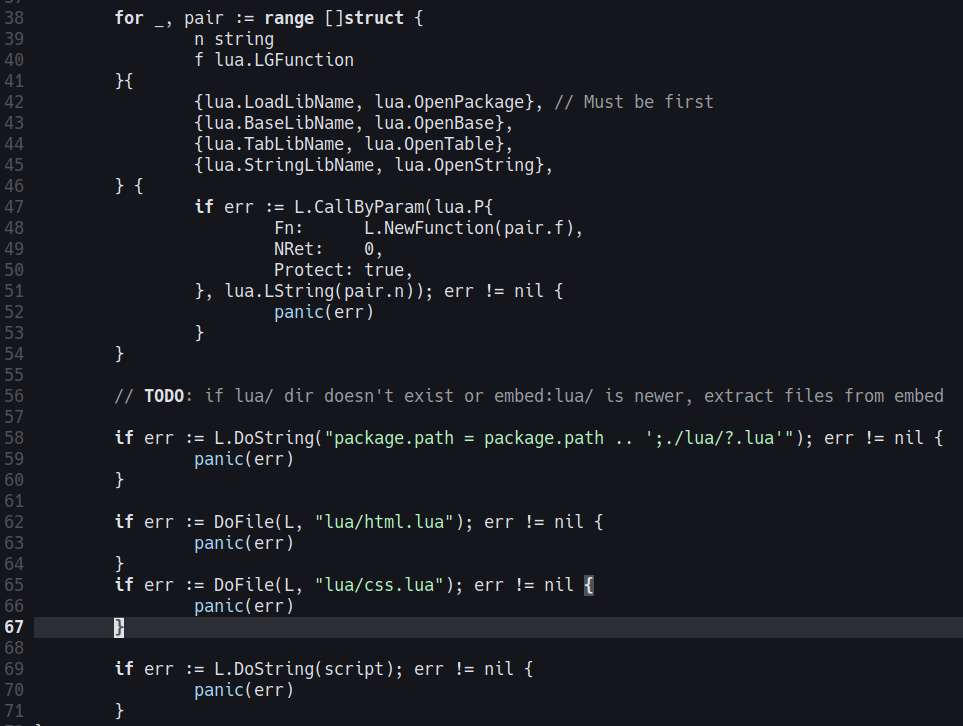 38 for _, pair := range []struct {
39 n string
40 f lua.LGFunction
41 }{
42 {lua.LoadLibName, lua.OpenPackage}, // Must be first
43 {lua.BaseLibName, lua.OpenBase},
44 {lua.TabLibName, lua.OpenTable},
45 {lua.StringLibName, lua.OpenString},
46 } {
47 if err := L.CallByParam(lua.P{
48 Fn:      L.NewFunction(pair.f),
49 NRet:    0,
50 Protect: true,
51 }, lua.LString(pair.n)); err != nil {
52 panic(err)
53 }
54 }
55
56 // TODO: if lua/ dir doesn't exist or embed:lua/ is newer, extract files from embed
57
58 if err := L.DoString("package.path = package.path .. ';./lua/?.lua'"); err != nil {
59 panic(err)
60 }
61
62 if err := DoFile(L, "lua/html.lua"); err != nil {
63 panic(err)
64 }
65 if err := DoFile(L, "lua/css.lua"); err != nil {
66 panic(err)
67 }
68
69 if err := L.DoString(script); err != nil {
70 panic(err)
71 }